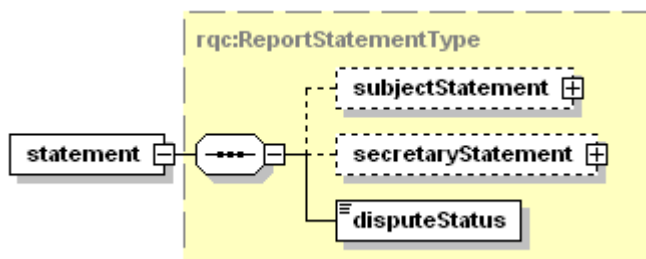 rqc:ReportStatementType
subjectStatement
statement
secretaryStatement
disputeStatus